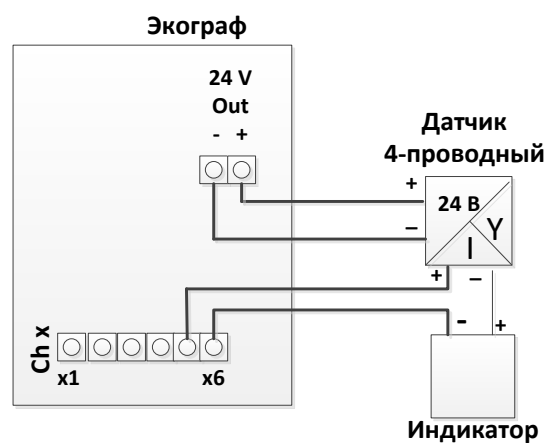 Экограф
24 V
Out
- +
Датчик
4-проводный
+
24 В
Y
–
I
+ –
Ch x
x1 x6
- +
Индикатор